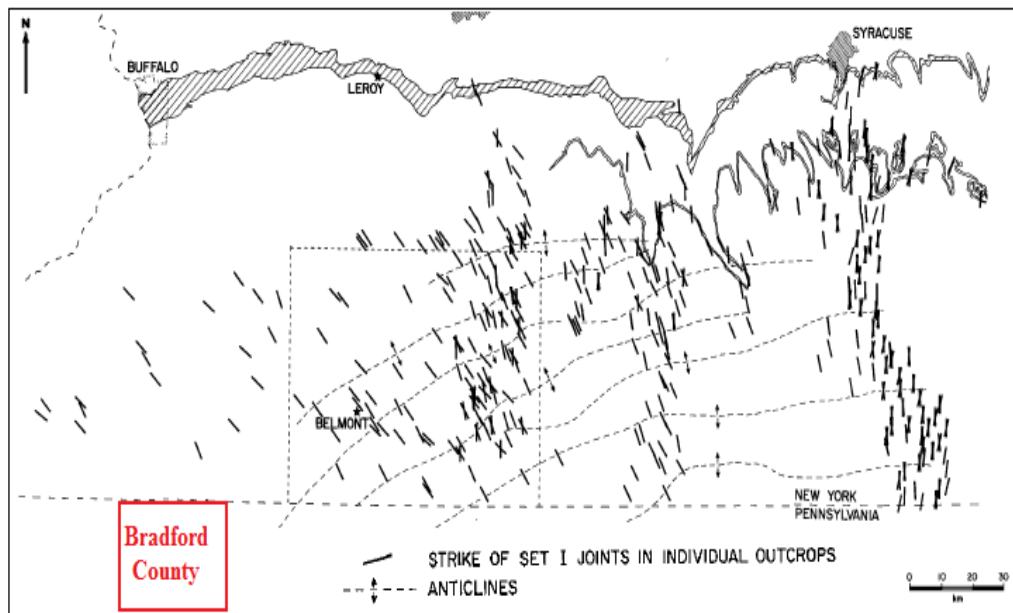 N
SYRACUSE
BUFFALO
LEROY
BELMONT
NEW YORK
PENNSYLVANIA
Bradford
County
STRIKE OF SET I JOINTS IN INDIVIDUAL OUTCROPS
ANTICLINES
0 10 20 30
km